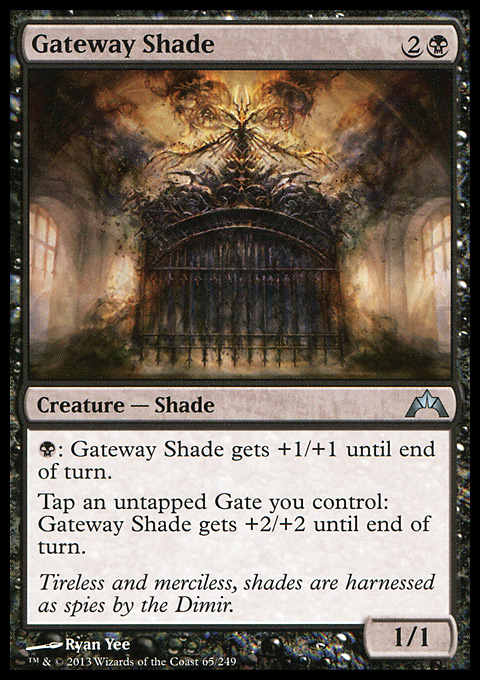 Gateway Shade 2
Creature — Shade
: Gateway Shade gets +1/+1 until end
of turn.
Tap an untapped Gate you control:
Gateway Shade gets +2/+2 until end of
turn.
Tireless and merciless, shades are harnessed
as spies by the Dimir.
1/1
Ryan Yee
™ & © 2013 Wizards of the Coast 65/249